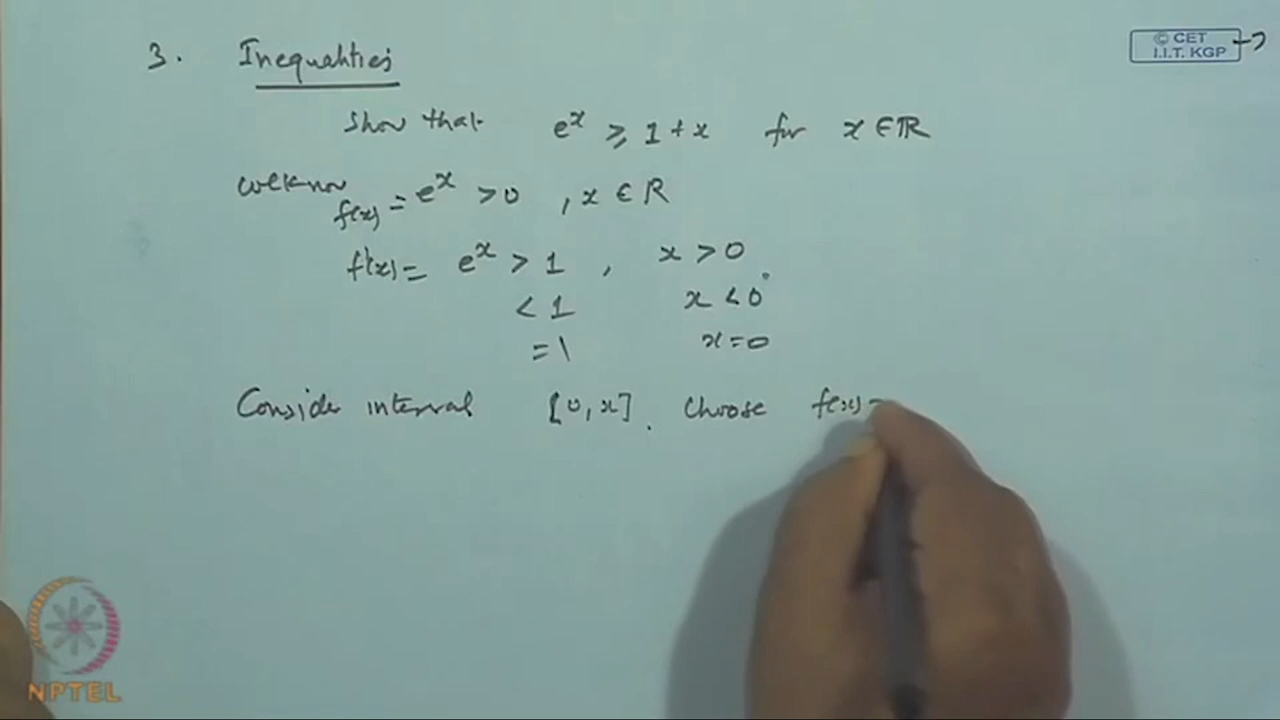 © CET
I.I.T. KGP
3. Inequalities
Show that e^x ≥ 1 + x for x ∈ ℝ
We know f(x) = e^x > 0 , x ∈ R
f'(x) = e^x > 1 , x > 0
< 1 x < 0
= 1 x = 0
Consider interval [0, x]. Choose f(x) =
NPTEL